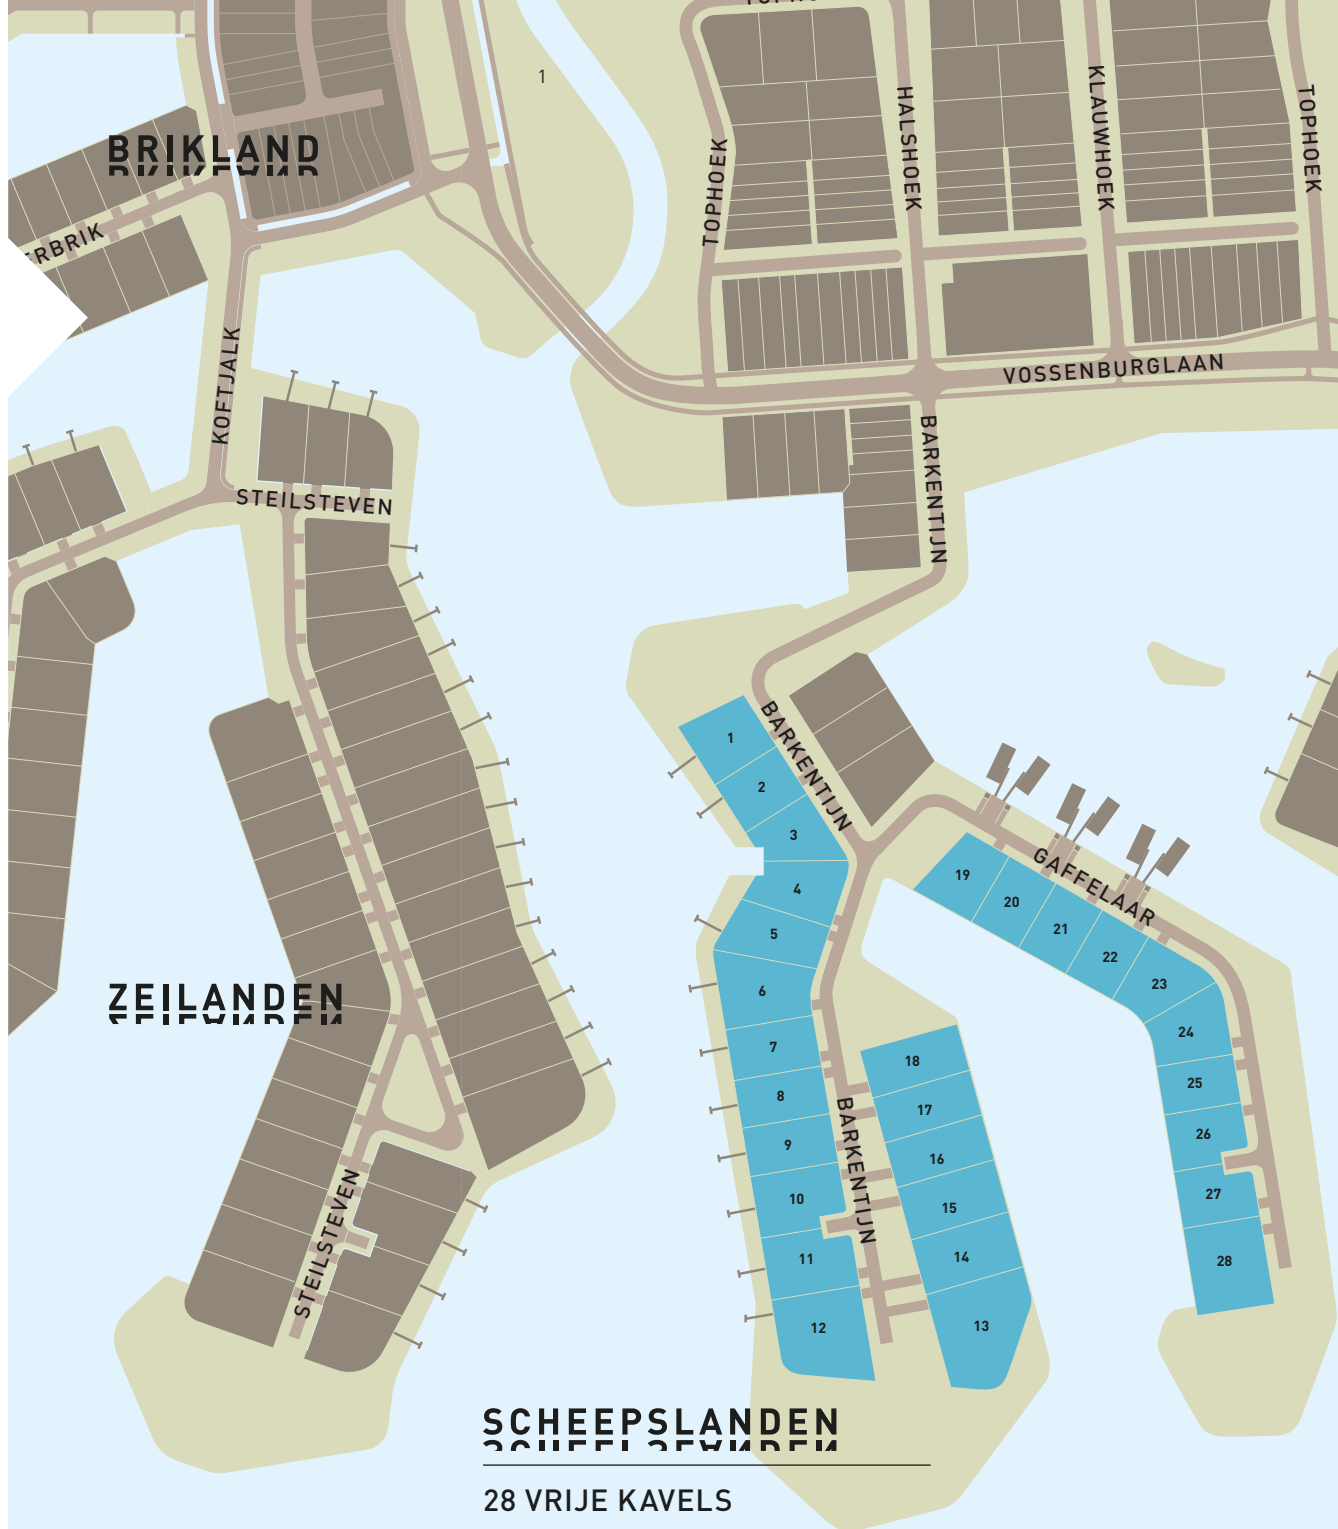 1
BRIKLAND
TOPHOEK
HALSHOEK
KLAUWHOEK
TOPHOEK
ERBRIK
KOFTJALK
VOSSENBURGLAAN
BARKENTIJN
STEILSTEVEN
BARKENTIJN
1
2
3
4
5
6
7
8
9
10
11
12
GAFFELAAR
19
20
21
22
23
24
25
26
27
28
ZEILANDEN
18
17
16
15
14
13
BARKENTIJN
STEILSTEVEN
SCHEEPSLANDEN
28 VRIJE KAVELS